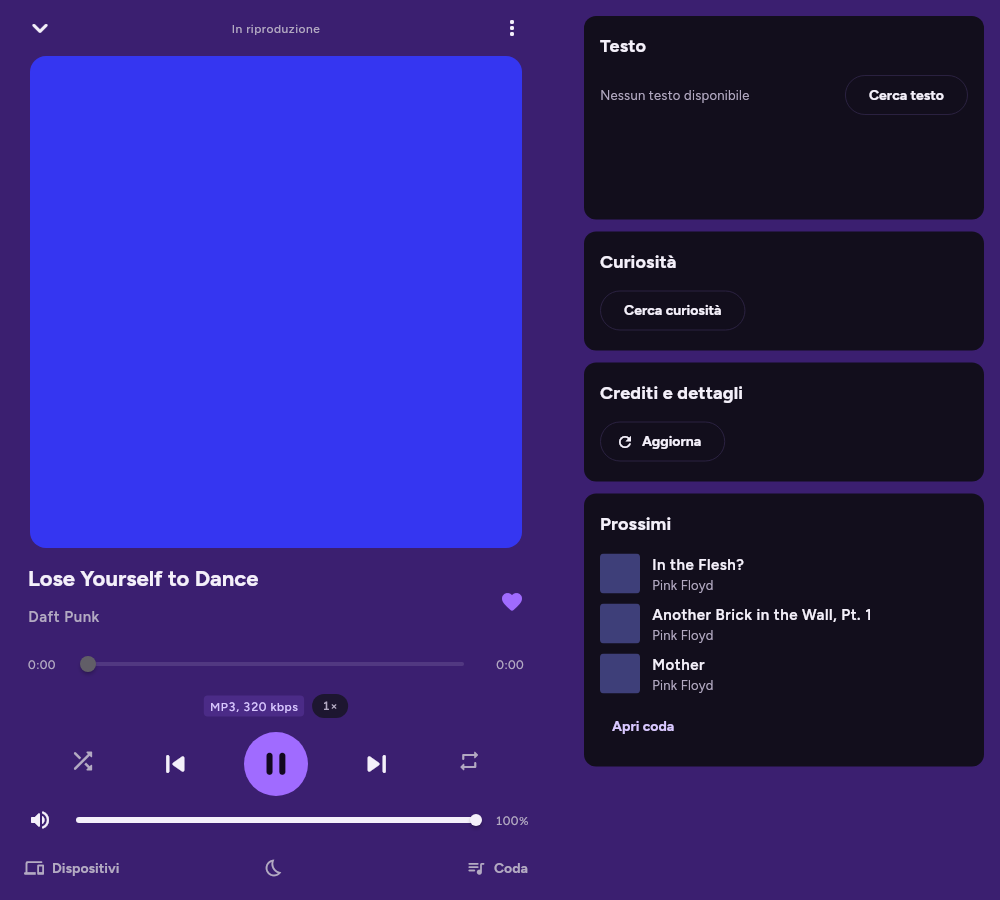 In riproduzione
Lose Yourself to Dance
Daft Punk
0:00
0:00
MP3, 320 kbps
1×
100%
Dispositivi
Coda
Testo
Nessun testo disponibile
Cerca testo
Curiosità
Cerca curiosità
Crediti e dettagli
Aggiorna
Prossimi
In the Flesh?
Pink Floyd
Another Brick in the Wall, Pt. 1
Pink Floyd
Mother
Pink Floyd
Apri coda